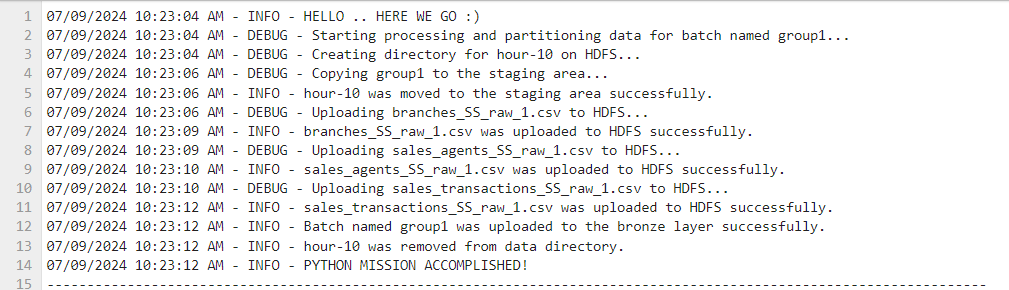 1 07/09/2024 10:23:04 AM - INFO - HELLO .. HERE WE GO :)
2 07/09/2024 10:23:04 AM - DEBUG - Starting processing and partitioning data for batch named group1...
3 07/09/2024 10:23:04 AM - DEBUG - Creating directory for hour-10 on HDFS...
4 07/09/2024 10:23:06 AM - DEBUG - Copying group1 to the staging area...
5 07/09/2024 10:23:06 AM - INFO - hour-10 was moved to the staging area successfully.
6 07/09/2024 10:23:06 AM - DEBUG - Uploading branches_SS_raw_1.csv to HDFS...
7 07/09/2024 10:23:09 AM - INFO - branches_SS_raw_1.csv was uploaded to HDFS successfully.
8 07/09/2024 10:23:09 AM - DEBUG - Uploading sales_agents_SS_raw_1.csv to HDFS...
9 07/09/2024 10:23:10 AM - INFO - sales_agents_SS_raw_1.csv was uploaded to HDFS successfully.
10 07/09/2024 10:23:10 AM - DEBUG - Uploading sales_transactions_SS_raw_1.csv to HDFS...
11 07/09/2024 10:23:12 AM - INFO - sales_transactions_SS_raw_1.csv was uploaded to HDFS successfully.
12 07/09/2024 10:23:12 AM - INFO - Batch named group1 was uploaded to the bronze layer successfully.
13 07/09/2024 10:23:12 AM - INFO - hour-10 was removed from data directory.
14 07/09/2024 10:23:12 AM - INFO - PYTHON MISSION ACCOMPLISHED!
15 ----------------------------------------------------------------------------------------------------------------------